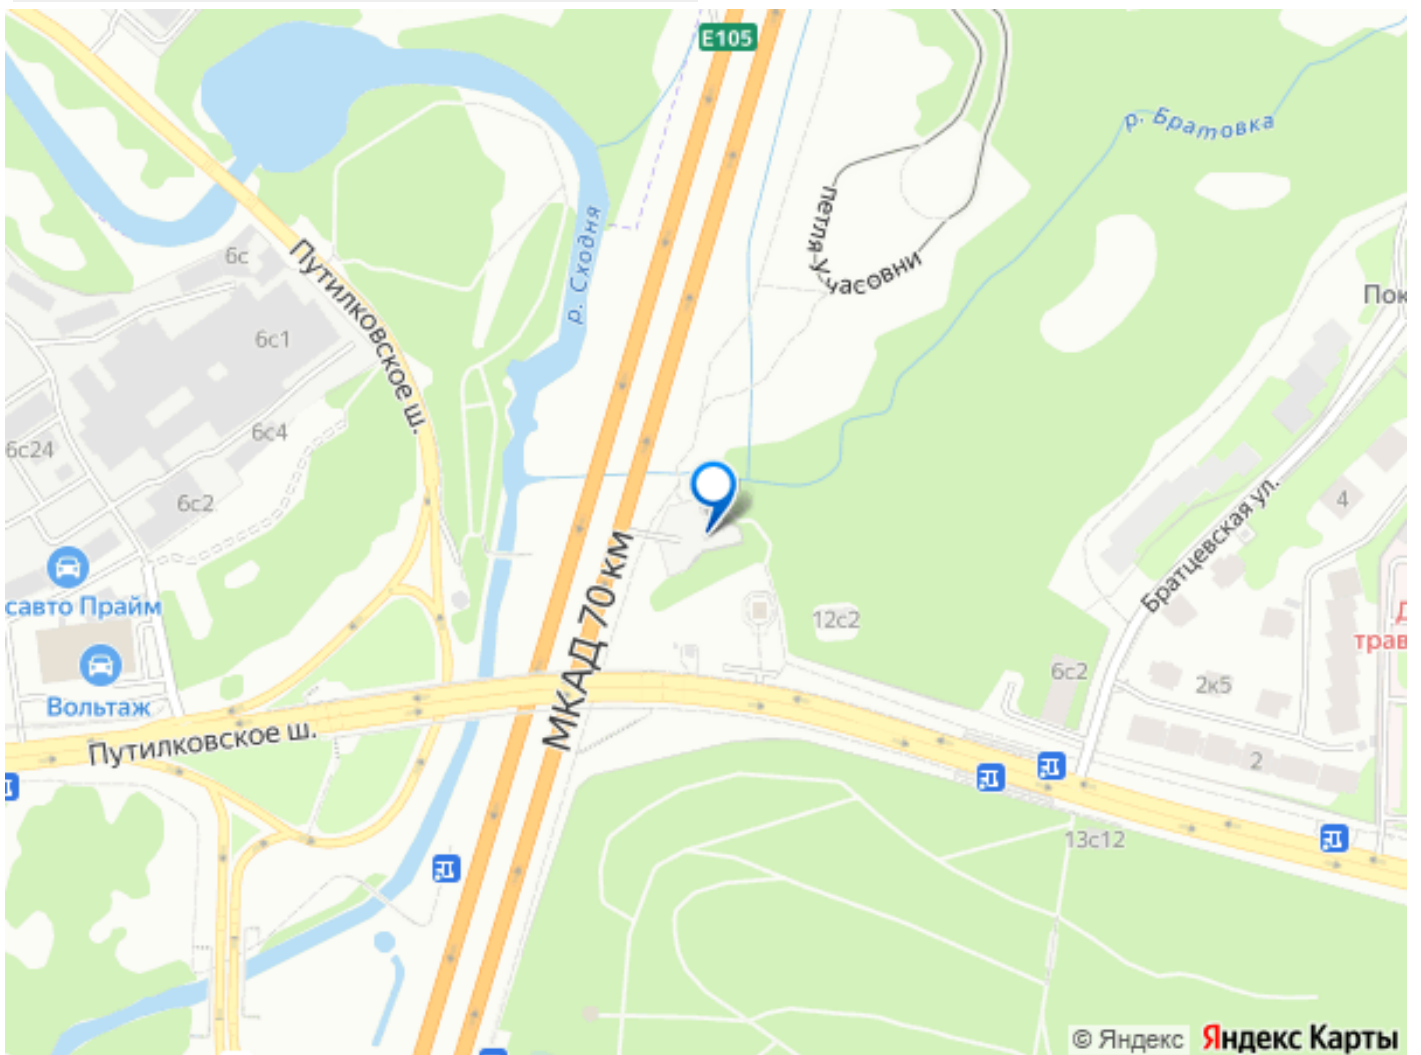 E105
р. Братовка
петля у часовни
р. Сходня
6с
Путилковское ш.
6с1
Пок
6с4
6с24
6с2
4
Братцевская ул.
МКАД 70 км
савто Прайм
12с2
Д
трав
6с2
2к5
Вольтаж
Путилковское ш.
2
13с12
© Яндекс Яндекс Карты